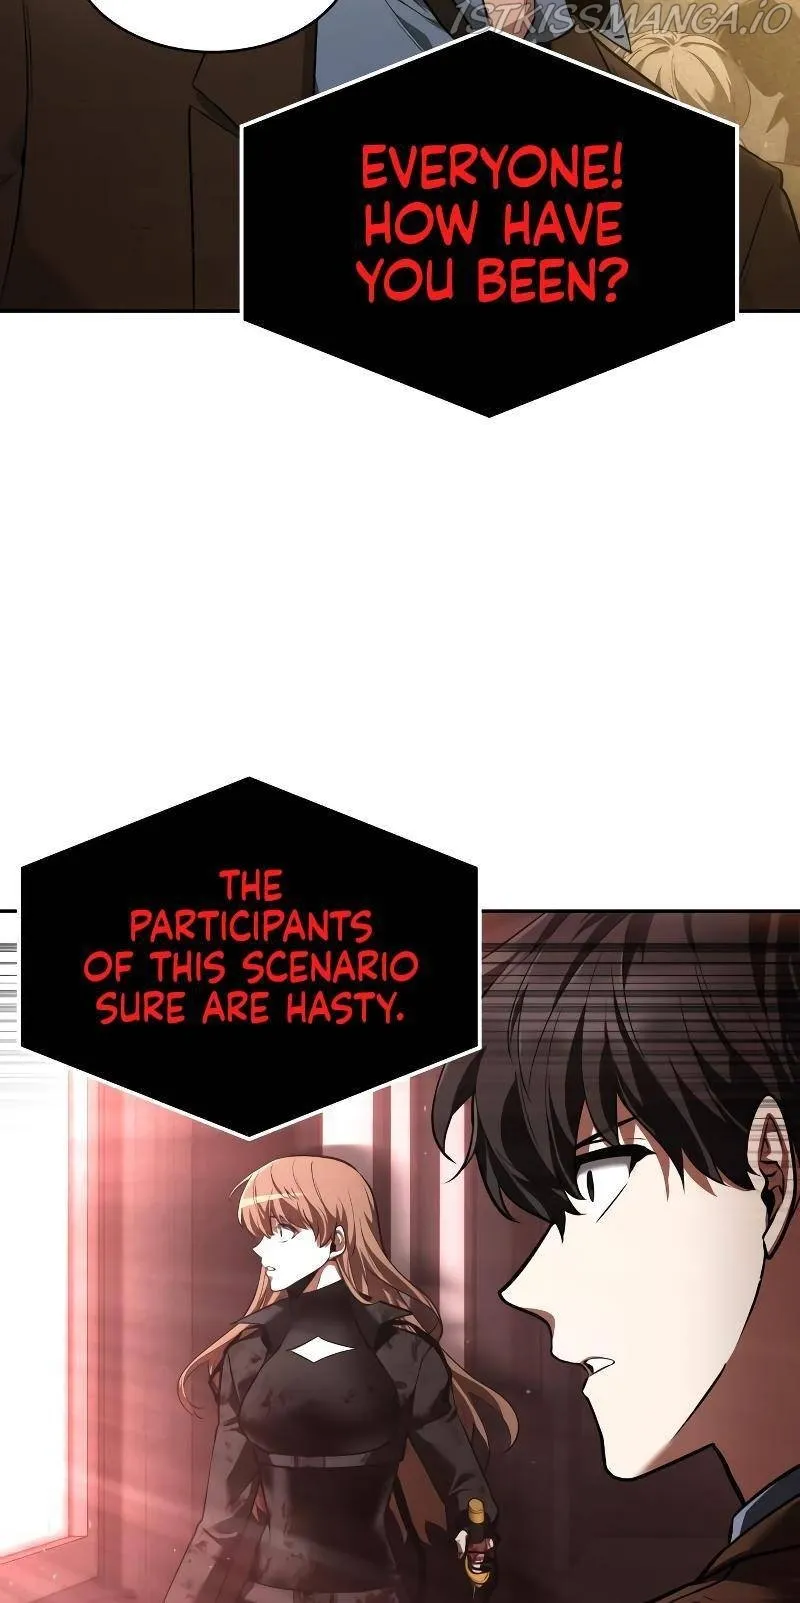 1STKISSMANGA.IO
EVERYONE!
HOW HAVE
YOU BEEN?
THE
PARTICIPANTS
OF THIS SCENARIO
SURE ARE HASTY.